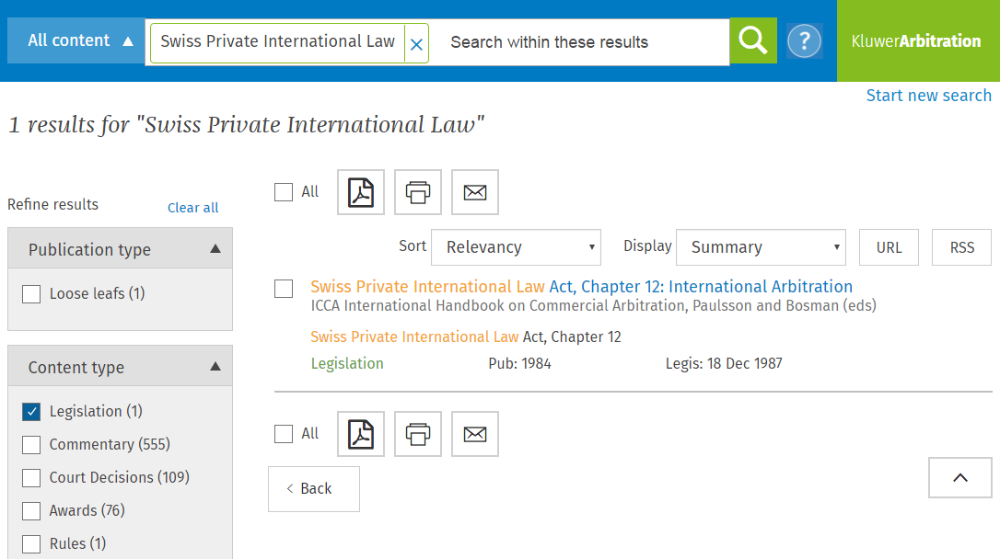 All content ▲
Swiss Private International Law ×
Search within these results
?
KluwerArbitration
Start new search
1 results for "Swiss Private International Law"
Refine results
Clear all
Publication type ▲
Loose leafs (1)
Content type ▲
Legislation (1)
Commentary (555)
Court Decisions (109)
Awards (76)
Rules (1)
All
Sort Relevancy Display Summary URL RSS
Swiss Private International Law Act, Chapter 12: International Arbitration
ICCA International Handbook on Commercial Arbitration, Paulsson and Bosman (eds)
Swiss Private International Law Act, Chapter 12
Legislation Pub: 1984 Legis: 18 Dec 1987
All
< Back